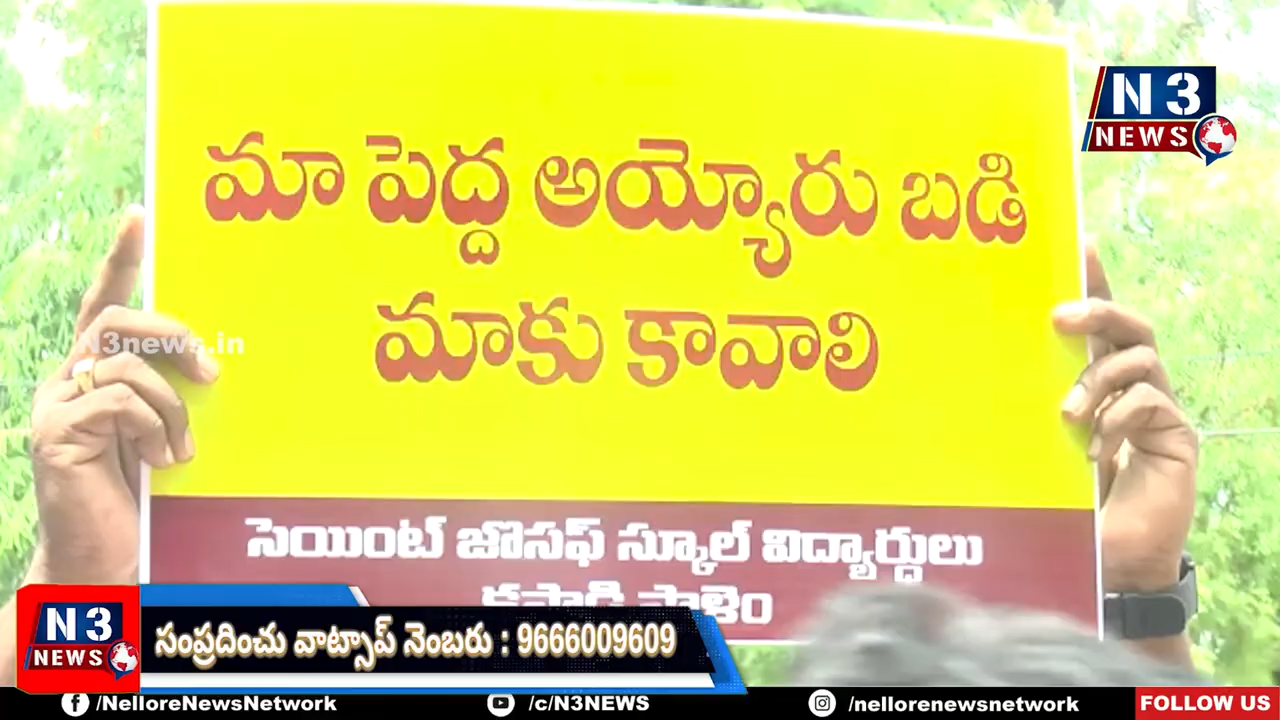 మా పెద్ద అయ్యోరు బడి
మాకు కావాలి
సెయింట్ జోసఫ్ స్కూల్ విద్యార్ధులు
పాళెం
N3
NEWS
N3news.in
N3
NEWS
సంప్రదించు వాట్సాప్ నెంబరు : 9666009609
/NelloreNewsNetwork
/c/N3NEWS
/nellorenewsnetwork
FOLLOW US